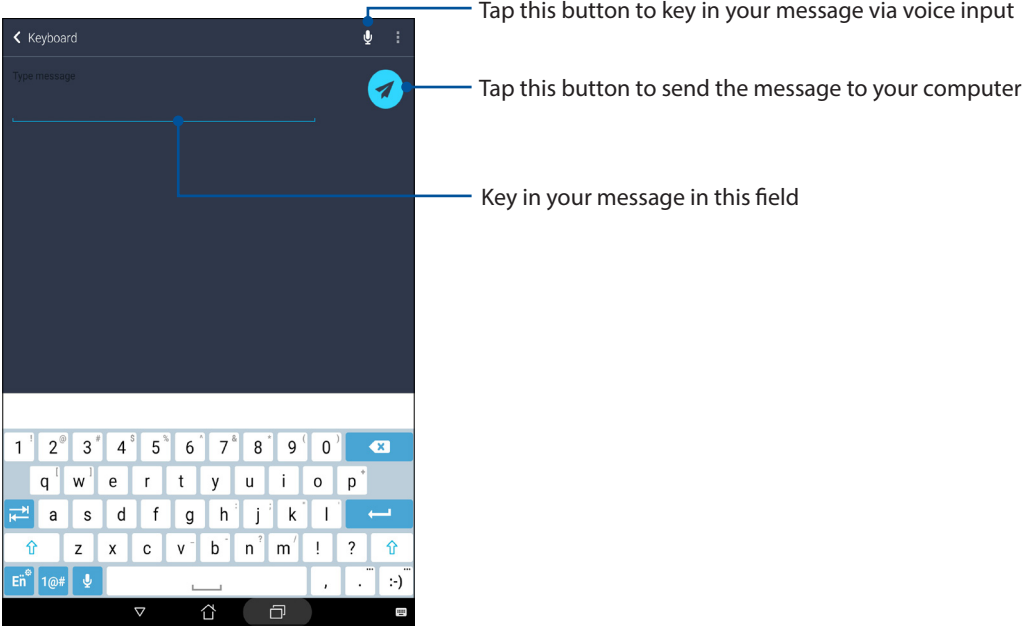 Tap this button to key in your message via voice input
Keyboard
Type message
Tap this button to send the message to your computer
Key in your message in this field
1 ! 2 @ 3 # 4 $ 5 % 6 ^ 7 & 8 * 9 ( 0 )
q [ w ] e r t y u i o p +
a s d f g h : j ; k " l '
z x c v - b n ? m / ! ?
En 1@# , . ... :-) ...